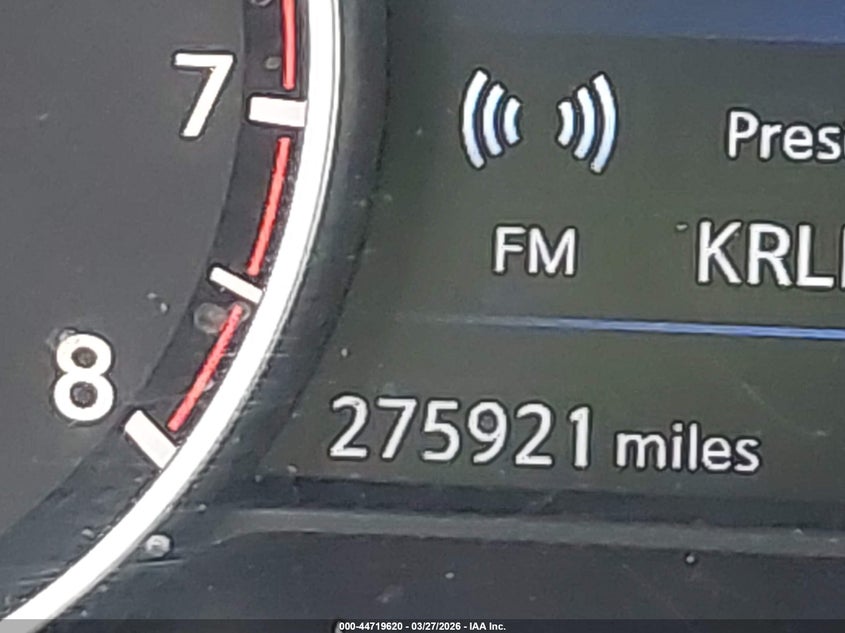 7
Pres
FM KRL
8
275921 miles
000-44719620 - 03/27/2026 - IAA Inc.